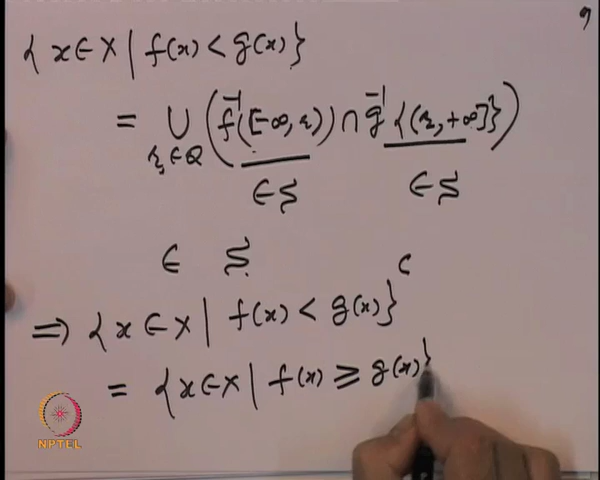 9
{ x ∈ X | f(x) < g(x) }
= ∪ ( f⁻¹([-∞, r)) ∩ g⁻¹ {(r, +∞]} )
r ∈ Q
∈ S ∈ S
∈ S
⇒ { x ∈ X | f(x) < g(x) }ᶜ
= { x ∈ X | f(x) ≥ g(x) }
NPTEL